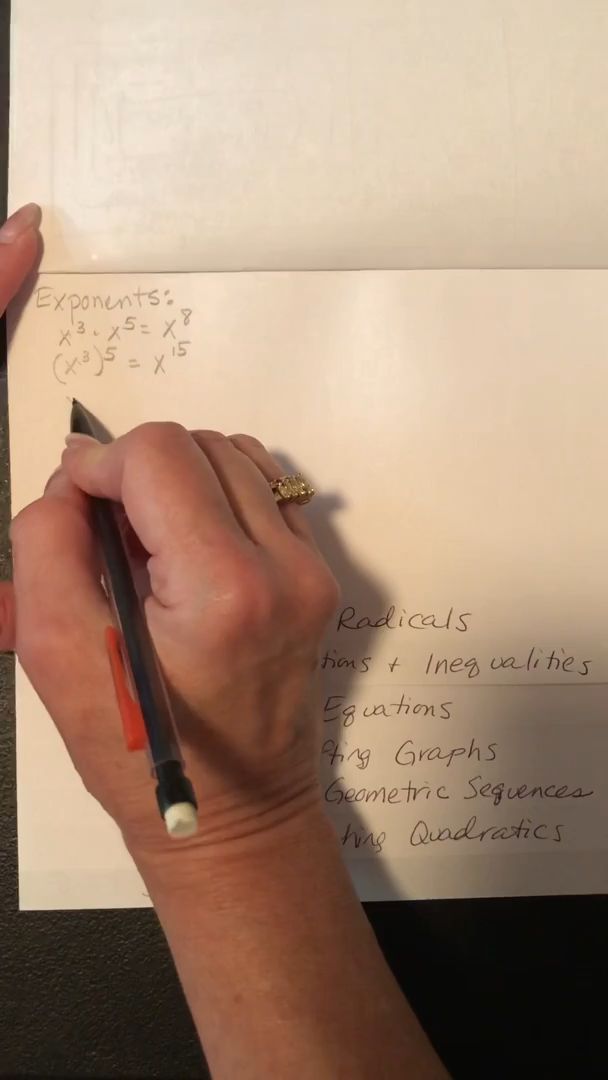 Exponents:
x³ · x⁵ = x⁸
(x³)⁵ = x¹⁵
Radicals
+ Inequalities
Equations
Graphs
Geometric Sequences
Quadratics